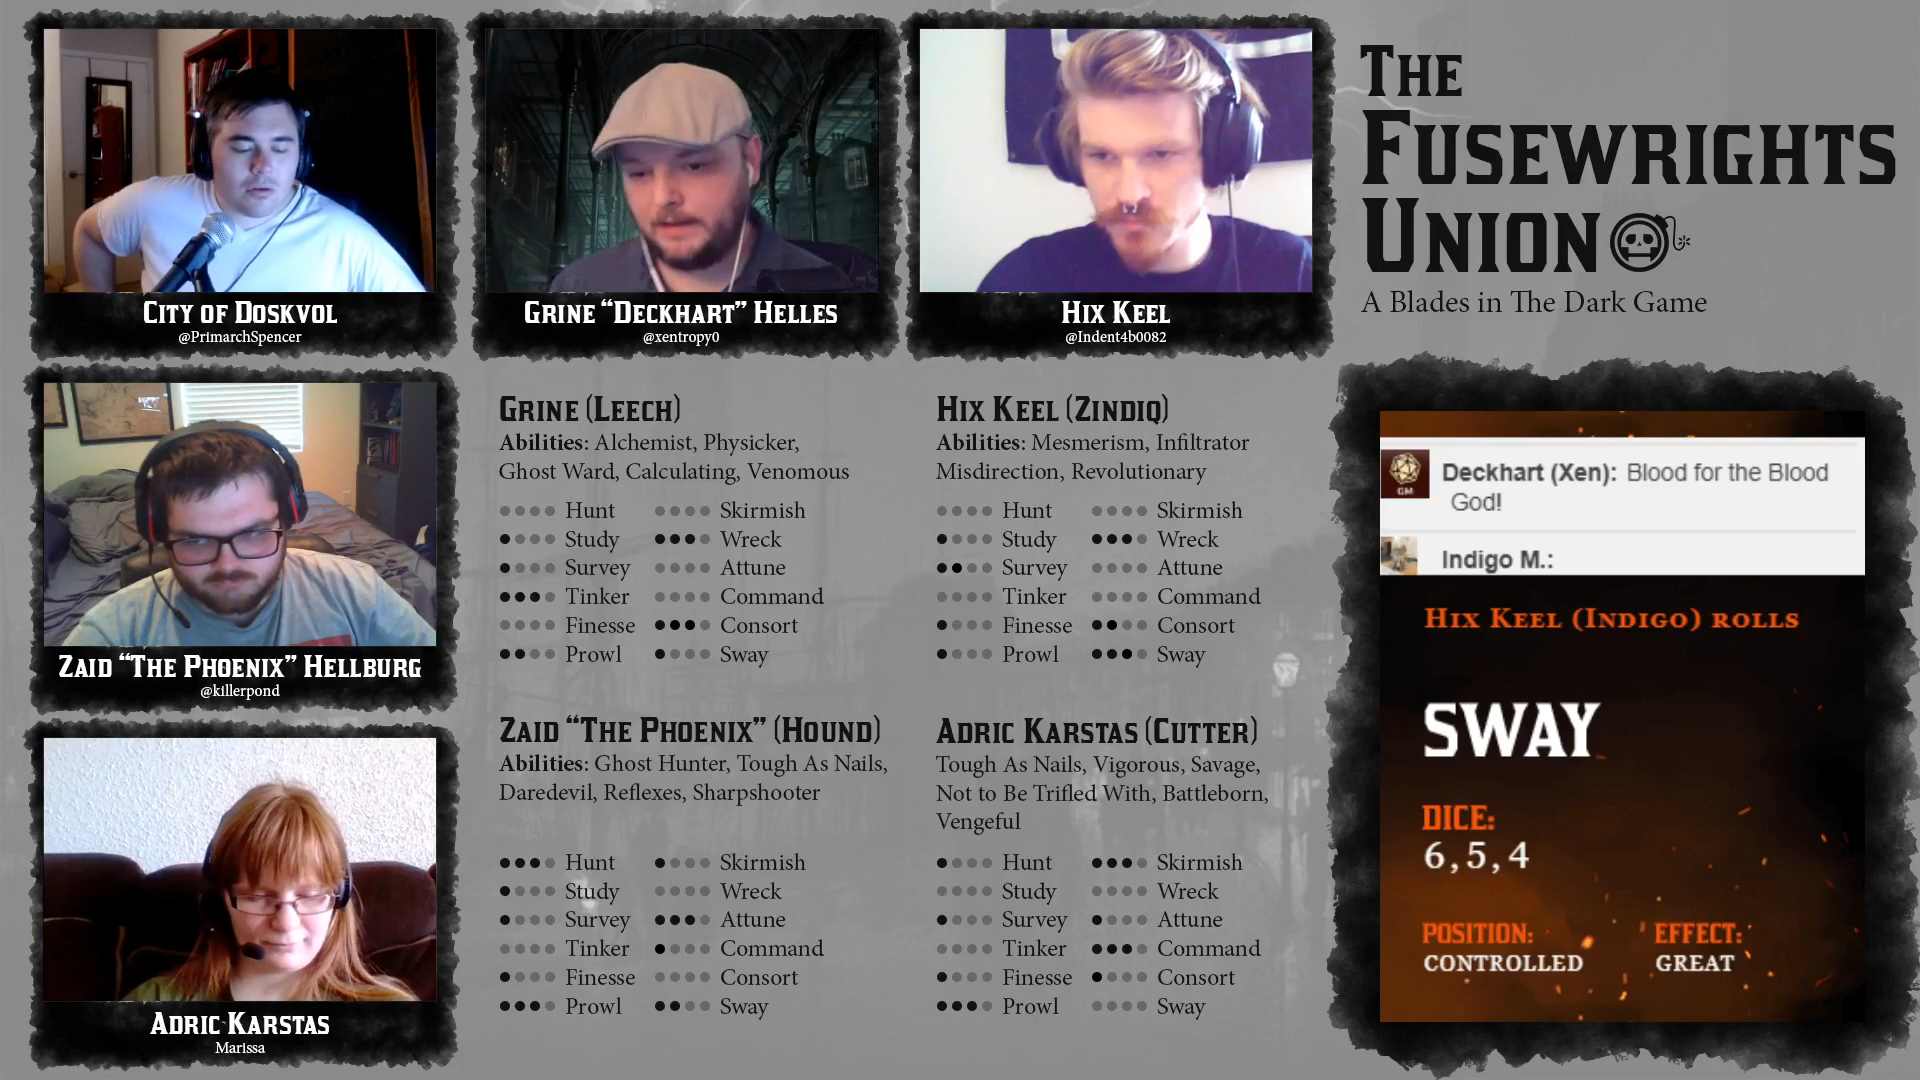 City of Doskvol
@PrimarchSpencer
Grine “Deckhart” Helles
@xentropy0
Hix Keel
@Indent4b0082
The
Fusewrights
Union
A Blades in The Dark Game
Zaid “The Phoenix” Hellburg
@killerpond
Adric Karstas
Marissa
Grine (Leech)
Abilities: Alchemist, Physicker,
Ghost Ward, Calculating, Venomous
Hunt Skirmish
Study Wreck
Survey Attune
Tinker Command
Finesse Consort
Prowl Sway
Hix Keel (Zindiq)
Abilities: Mesmerism, Infiltrator
Misdirection, Revolutionary
Hunt Skirmish
Study Wreck
Survey Attune
Tinker Command
Finesse Consort
Prowl Sway
Zaid “The Phoenix” (Hound)
Abilities: Ghost Hunter, Tough As Nails,
Daredevil, Reflexes, Sharpshooter
Hunt Skirmish
Study Wreck
Survey Attune
Tinker Command
Finesse Consort
Prowl Sway
Adric Karstas (Cutter)
Tough As Nails, Vigorous, Savage,
Not to Be Trifled With, Battleborn,
Vengeful
Hunt Skirmish
Study Wreck
Survey Attune
Tinker Command
Finesse Consort
Prowl Sway
GM
Deckhart (Xen): Blood for the Blood
God!
Indigo M.:
Hix Keel (Indigo) rolls
SWAY
DICE:
6,5,4
POSITION: EFFECT:
CONTROLLED GREAT